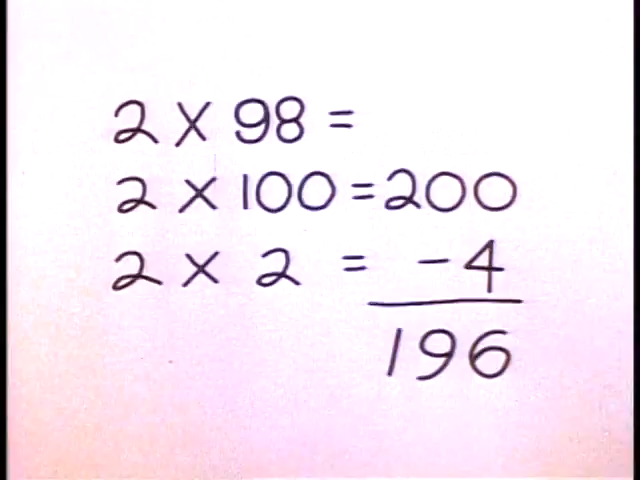 2 × 98 =
2 × 100 = 200
2 × 2 = -4
196